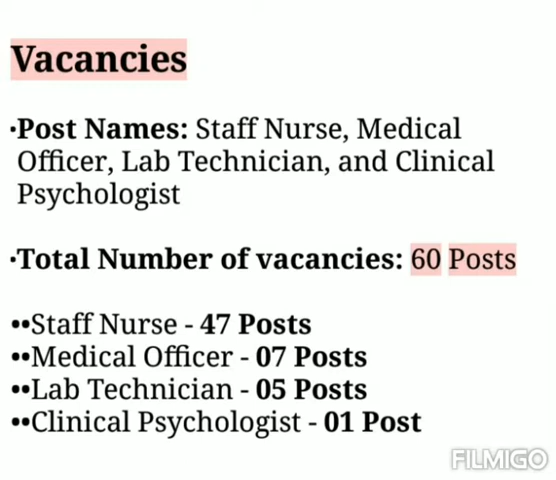 Vacancies
·Post Names: Staff Nurse, Medical
Officer, Lab Technician, and Clinical
Psychologist
·Total Number of vacancies: 60 Posts
••Staff Nurse - 47 Posts
••Medical Officer - 07 Posts
••Lab Technician - 05 Posts
••Clinical Psychologist - 01 Post
FILMIGO